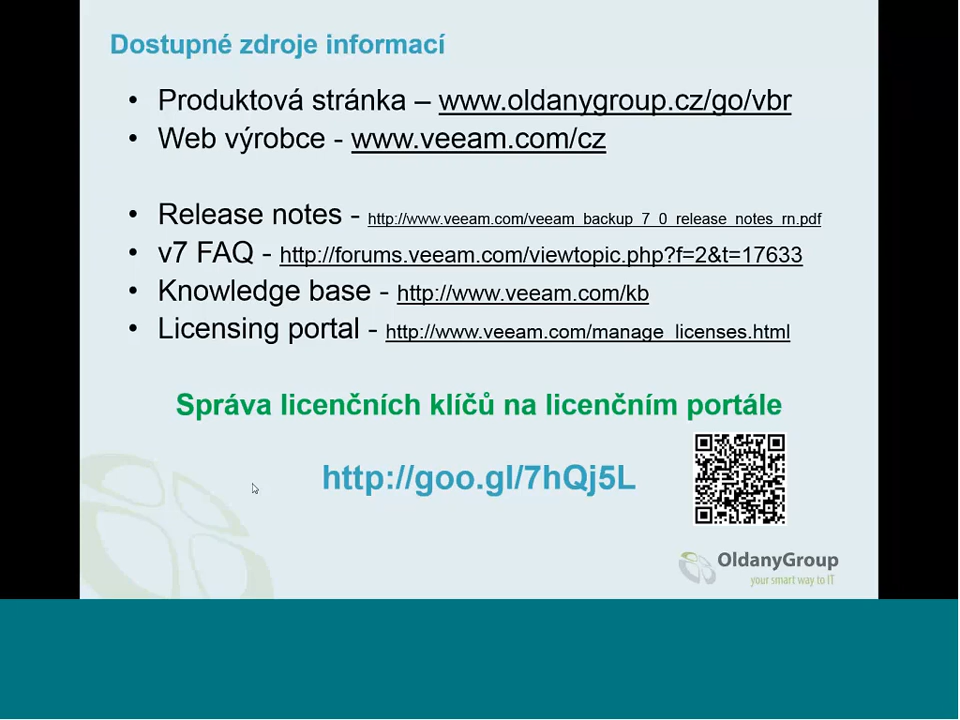 Dostupné zdroje informací
• Produktová stránka – www.oldanygroup.cz/go/vbr
• Web výrobce - www.veeam.com/cz
• Release notes - http://www.veeam.com/veeam_backup_7_0_release_notes_rn.pdf
• v7 FAQ - http://forums.veeam.com/viewtopic.php?f=2&t=17633
• Knowledge base - http://www.veeam.com/kb
• Licensing portal - http://www.veeam.com/manage_licenses.html
Správa licenčních klíčů na licenčním portále
http://goo.gl/7hQj5L
OldanyGroup
your smart way to IT